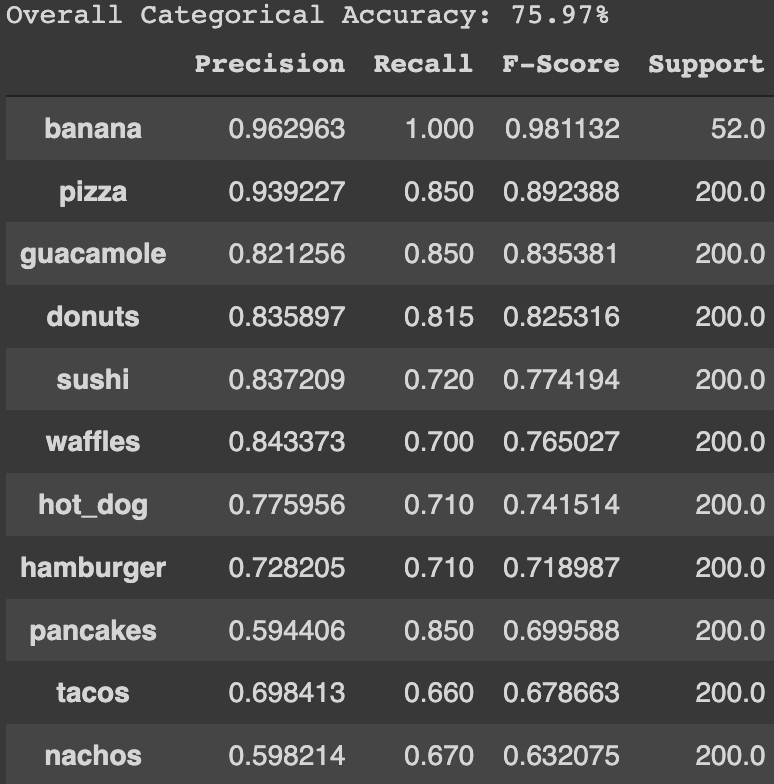 Overall Categorical Accuracy: 75.97%
Precision Recall F-Score Support
banana 0.962963 1.000 0.981132 52.0
pizza 0.939227 0.850 0.892388 200.0
guacamole 0.821256 0.850 0.835381 200.0
donuts 0.835897 0.815 0.825316 200.0
sushi 0.837209 0.720 0.774194 200.0
waffles 0.843373 0.700 0.765027 200.0
hot_dog 0.775956 0.710 0.741514 200.0
hamburger 0.728205 0.710 0.718987 200.0
pancakes 0.594406 0.850 0.699588 200.0
tacos 0.698413 0.660 0.678663 200.0
nachos 0.598214 0.670 0.632075 200.0